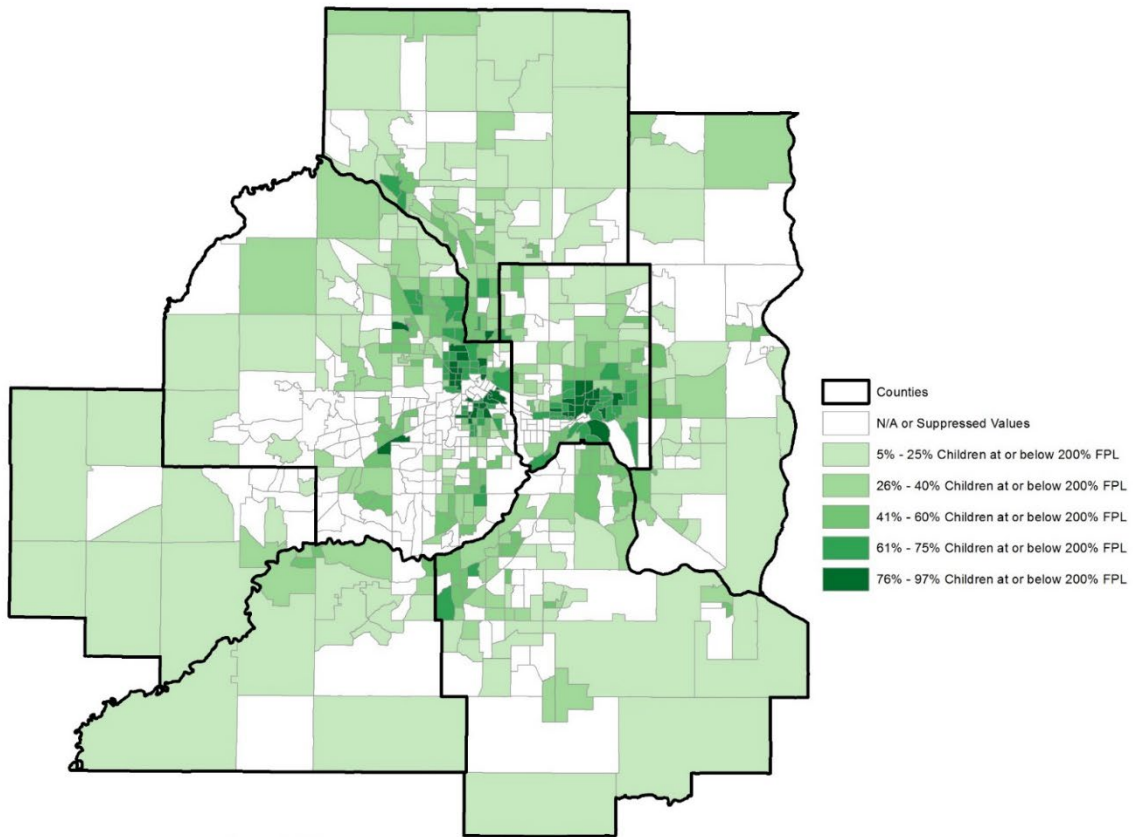 Counties
N/A or Suppressed Values
5% - 25% Children at or below 200% FPL
26% - 40% Children at or below 200% FPL
41% - 60% Children at or below 200% FPL
61% - 75% Children at or below 200% FPL
76% - 97% Children at or below 200% FPL